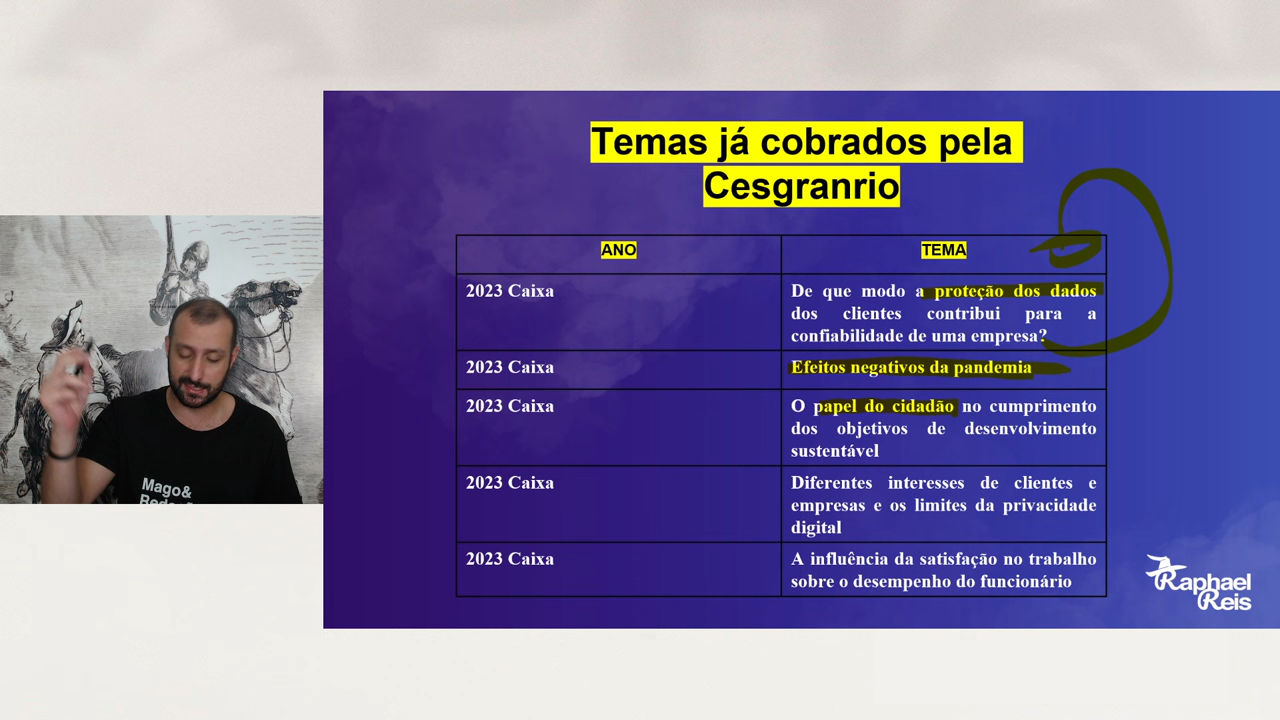 Temas já cobrados pela
Cesgranrio
ANO
TEMA
2023 Caixa
De que modo a proteção dos dados
dos clientes contribui para a
confiabilidade de uma empresa?
2023 Caixa
Efeitos negativos da pandemia
2023 Caixa
O papel do cidadão no cumprimento
dos objetivos de desenvolvimento
sustentável
2023 Caixa
Diferentes interesses de clientes e
empresas e os limites da privacidade
digital
2023 Caixa
A influência da satisfação no trabalho
sobre o desempenho do funcionário
Mago&
Raphael
Reis